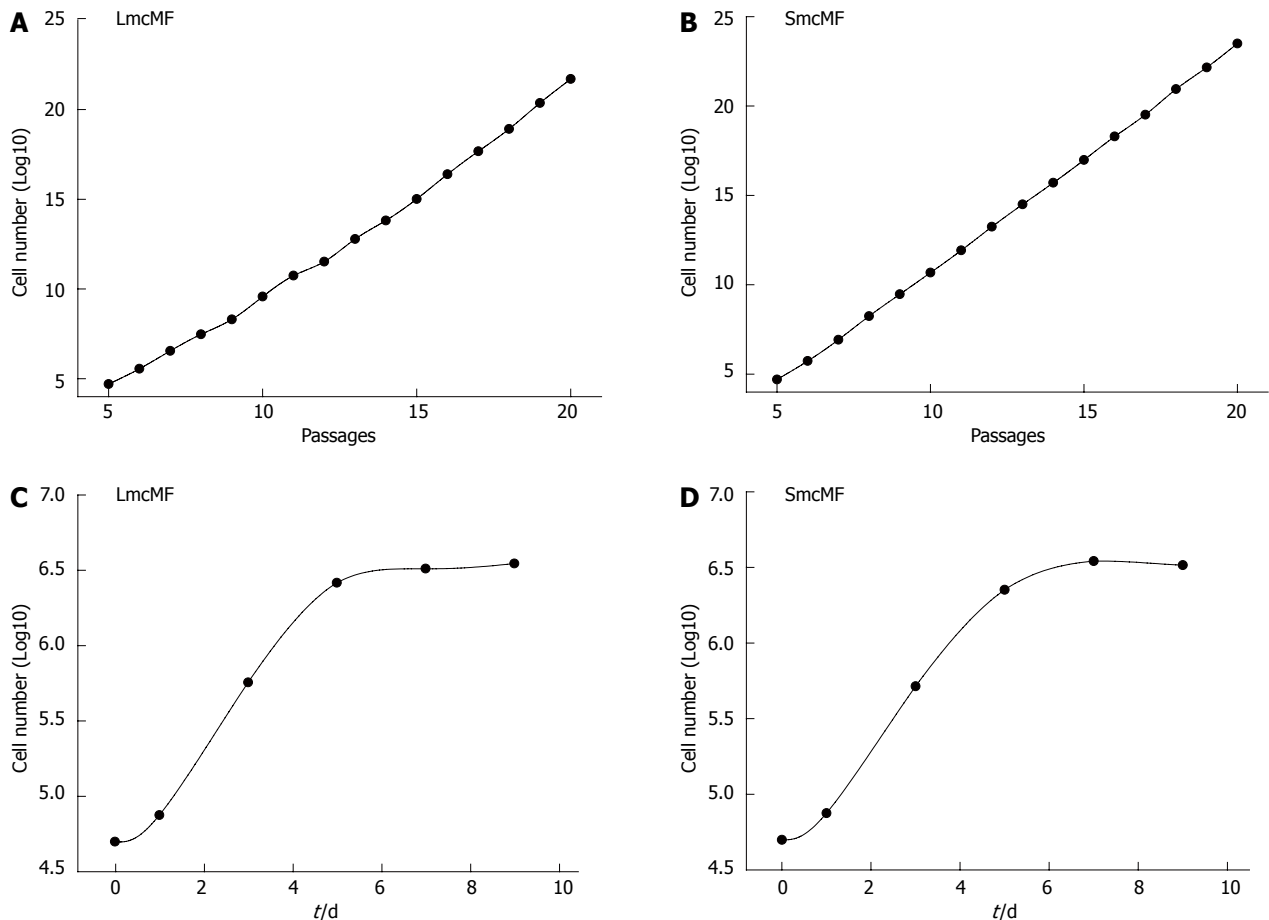 A LmcMF
25
20
15
10
5
Cell number (Log10)
5 10 15 20
Passages
B SmcMF
25
20
15
10
5
Cell number (Log10)
5 10 15 20
Passages
C LmcMF
7.0
6.5
6.0
5.5
5.0
4.5
Cell number (Log10)
0 2 4 6 8 10
t/d
D SmcMF
7.0
6.5
6.0
5.5
5.0
4.5
Cell number (Log10)
0 2 4 6 8 10
t/d